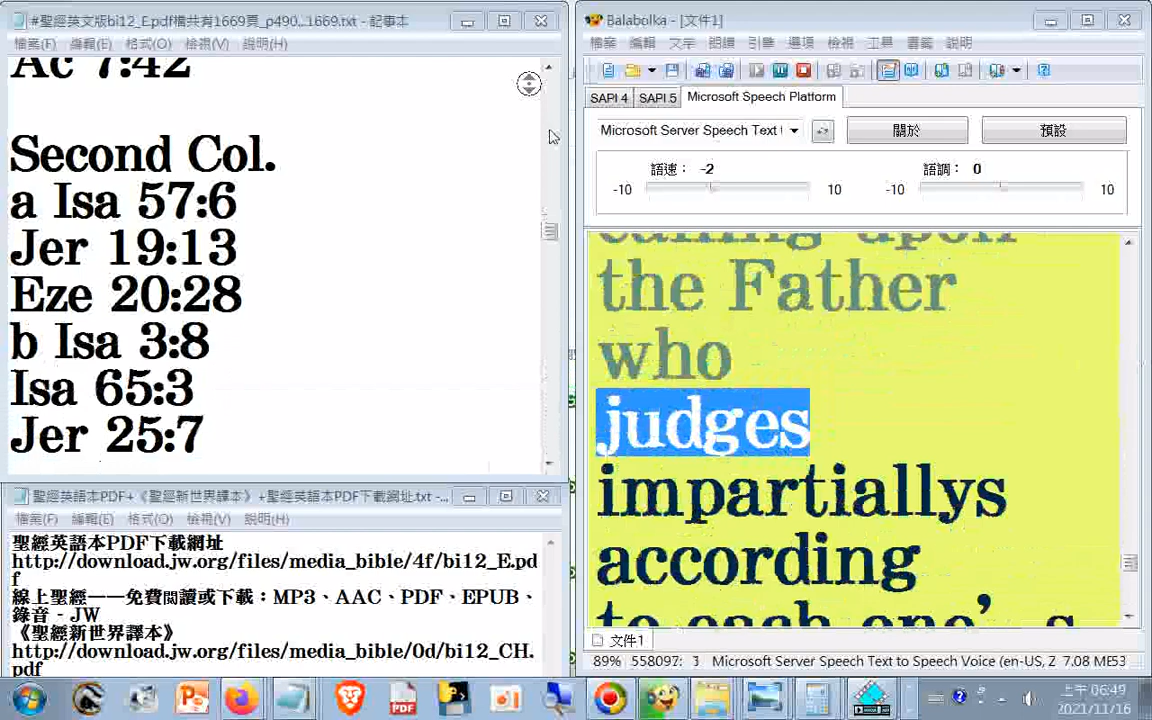 #聖經英文版bi12_E.pdf檔共有1669頁_p490,..1669.txt - 記事本
檔案(F) 編輯(E) 格式(O) 檢視(V) 說明(H)
Ac 7:42
Second Col.
a Isa 57:6
Jer 19:13
Eze 20:28
b Isa 3:8
Isa 65:3
Jer 25:7
聖經英語本PDF+《聖經新世界譯本》+聖經英語本PDF下載網址.txt -...
檔案(F) 編輯(E) 格式(O) 檢視(V) 說明(H)
聖經英語本PDF下載網址
http://download.jw.org/files/media_bible/4f/bi12_E.pd
f
線上聖經——免費閱讀或下載：MP3、AAC、PDF、EPUB、
錄音 - JW
《聖經新世界譯本》
http://download.jw.org/files/media_bible/0d/bi12_CH.
pdf
Balabolka - [文件1]
檔案 編輯 文字 朗讀 引擎 選項 檢視 工具 書籤 說明
SAPI 4 SAPI 5 Microsoft Speech Platform
Microsoft Server Speech Text 關於 預設
語速： -2 語調： 0
-10 10 -10 10
calling upon
the Father
who
judges
impartiallys
according
to each one’s
文件1
89% 558097: Microsoft Server Speech Text to Speech Voice (en-US, Z 7.08 ME53
PDF
上午 06:49
2021/11/16